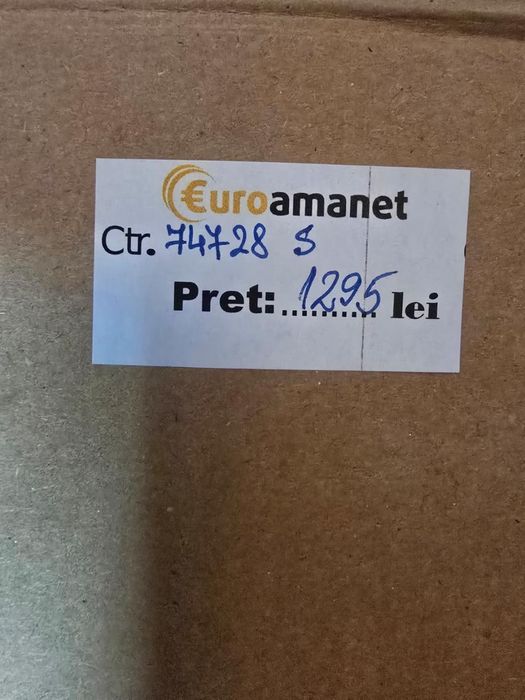 €uroamanet
Ctr. 74728 S
Pret: .......... 1295 lei